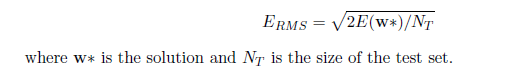 E_{RMS} = \sqrt{2E(\mathbf{w}*)/N_T}
where w∗ is the solution and N_T is the size of the test set.